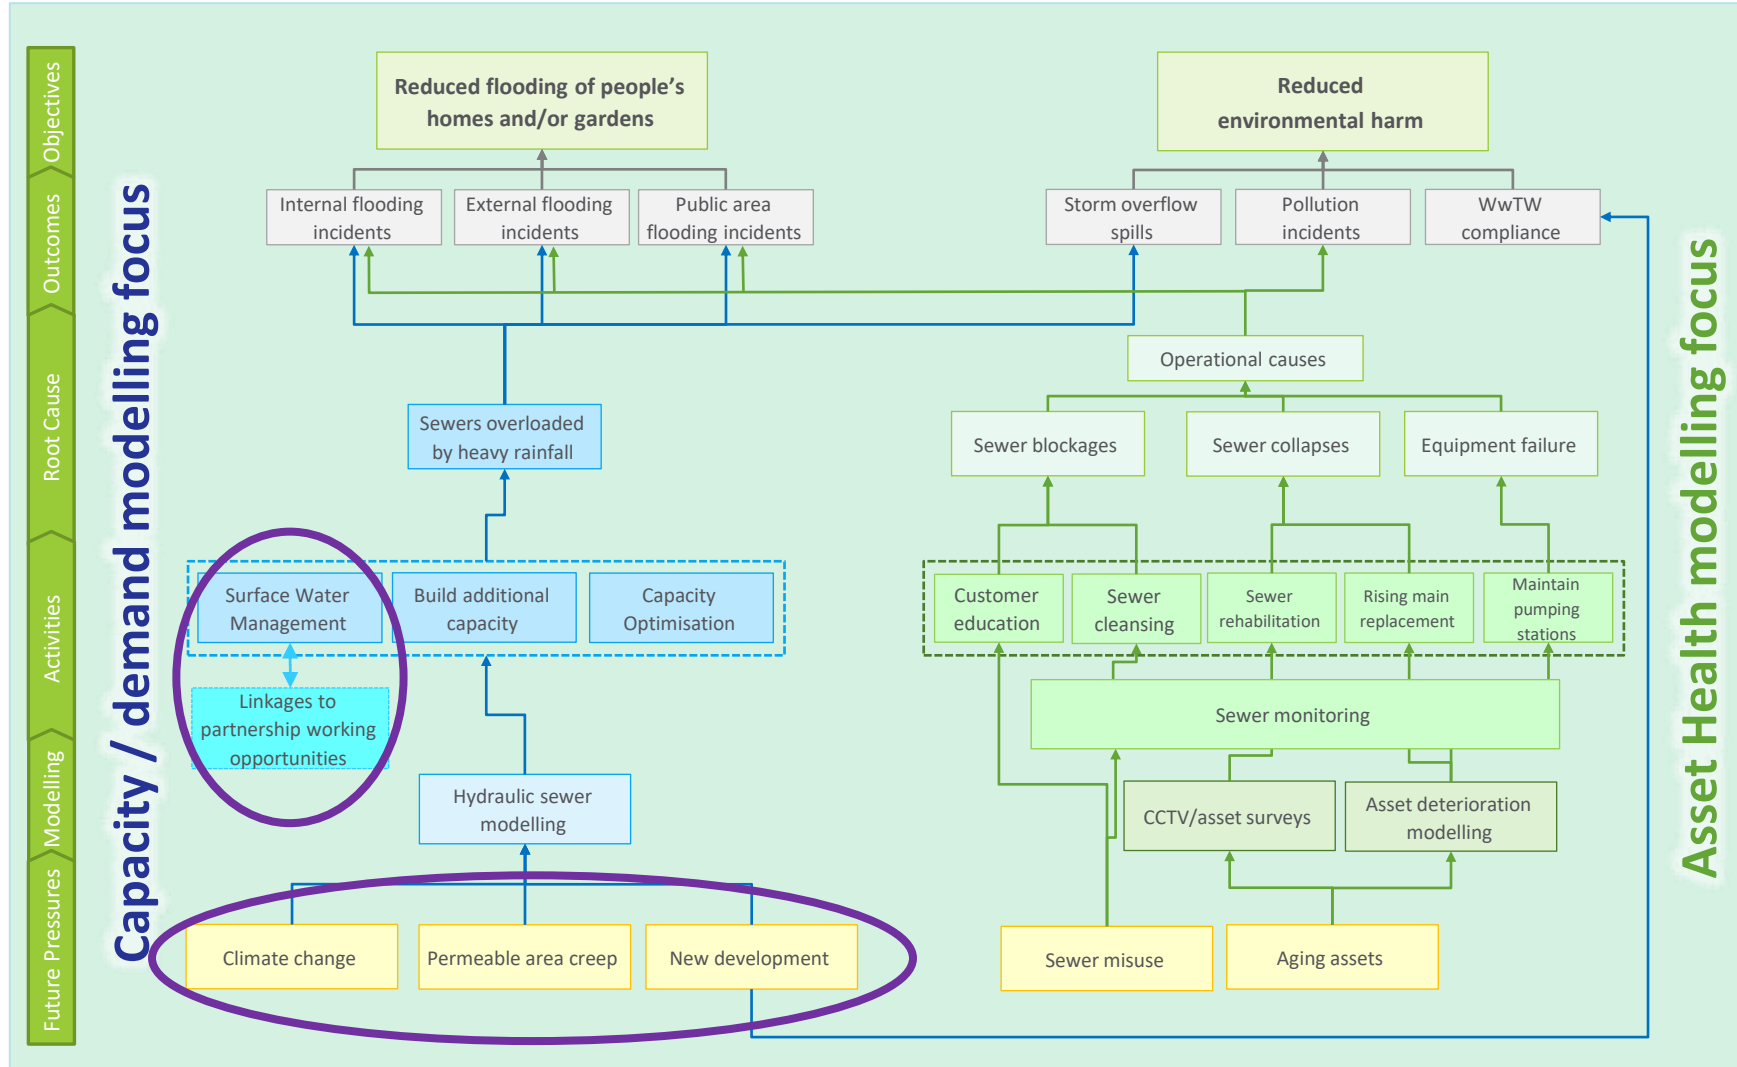 Objectives
Outcomes
Root Cause
Activities
Modelling
Future Pressures
Capacity / demand modelling focus
Asset Health modelling focus
Reduced flooding of people's
homes and/or gardens
Reduced
environmental harm
Internal flooding
incidents
External flooding
incidents
Public area
flooding incidents
Storm overflow
spills
Pollution
incidents
WwTW
compliance
Operational causes
Sewers overloaded
by heavy rainfall
Sewer blockages
Sewer collapses
Equipment failure
Surface Water
Management
Build additional
capacity
Capacity
Optimisation
Customer
education
Sewer
cleansing
Sewer
rehabilitation
Rising main
replacement
Maintain
pumping
stations
Linkages to
partnership working
opportunities
Sewer monitoring
Hydraulic sewer
modelling
CCTV/asset surveys
Asset deterioration
modelling
Climate change
Permeable area creep
New development
Sewer misuse
Aging assets